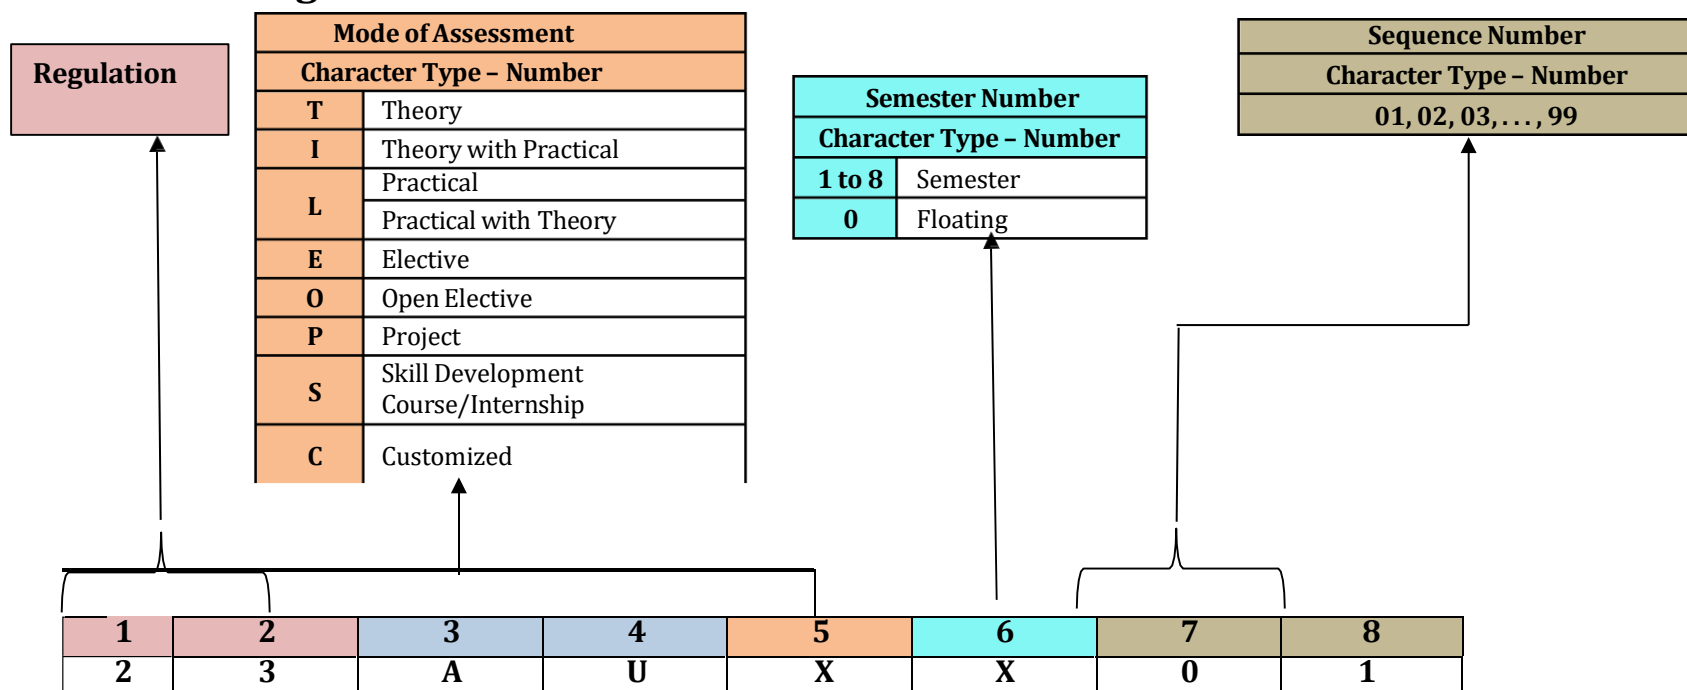 Regulation
Mode of Assessment
Character Type – Number
T Theory
I Theory with Practical
L Practical
Practical with Theory
E Elective
O Open Elective
P Project
S Skill Development
Course/Internship
C Customized
Semester Number
Character Type – Number
1 to 8 Semester
0 Floating
Sequence Number
Character Type – Number
01, 02, 03, . . . , 99
1 2 3 4 5 6 7 8
2 3 A U X X 0 1